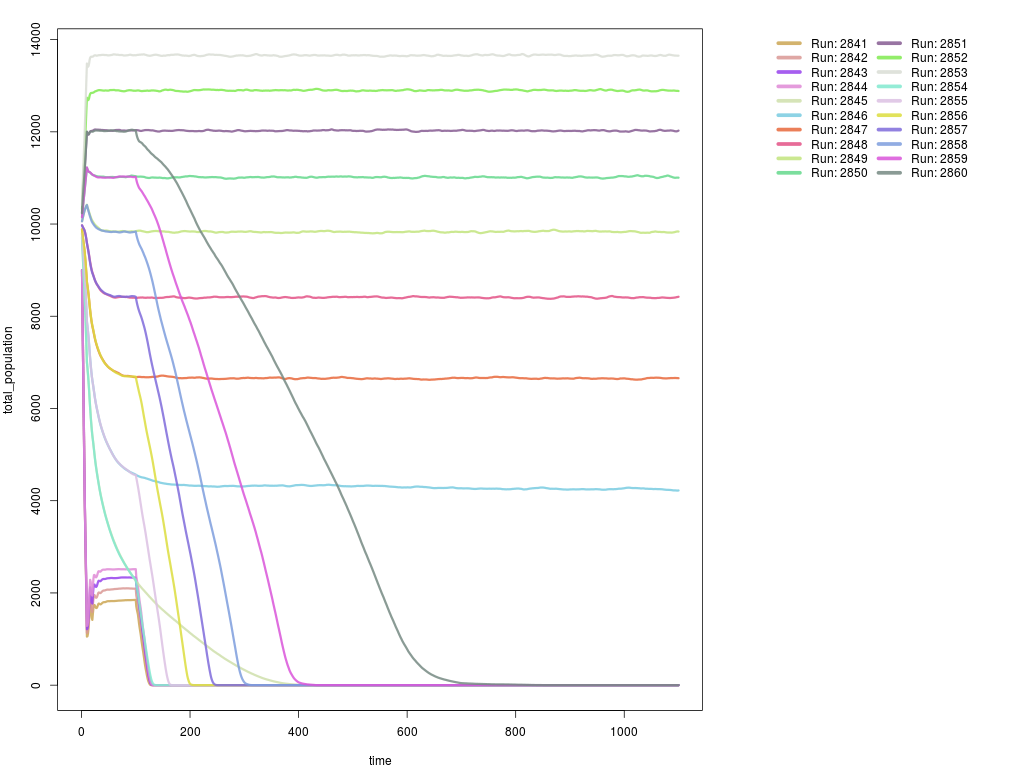 total_population
14000
12000
10000
8000
6000
4000
2000
0
0 200 400 600 800 1000
time
Run: 2841 Run: 2851
Run: 2842 Run: 2852
Run: 2843 Run: 2853
Run: 2844 Run: 2854
Run: 2845 Run: 2855
Run: 2846 Run: 2856
Run: 2847 Run: 2857
Run: 2848 Run: 2858
Run: 2849 Run: 2859
Run: 2850 Run: 2860